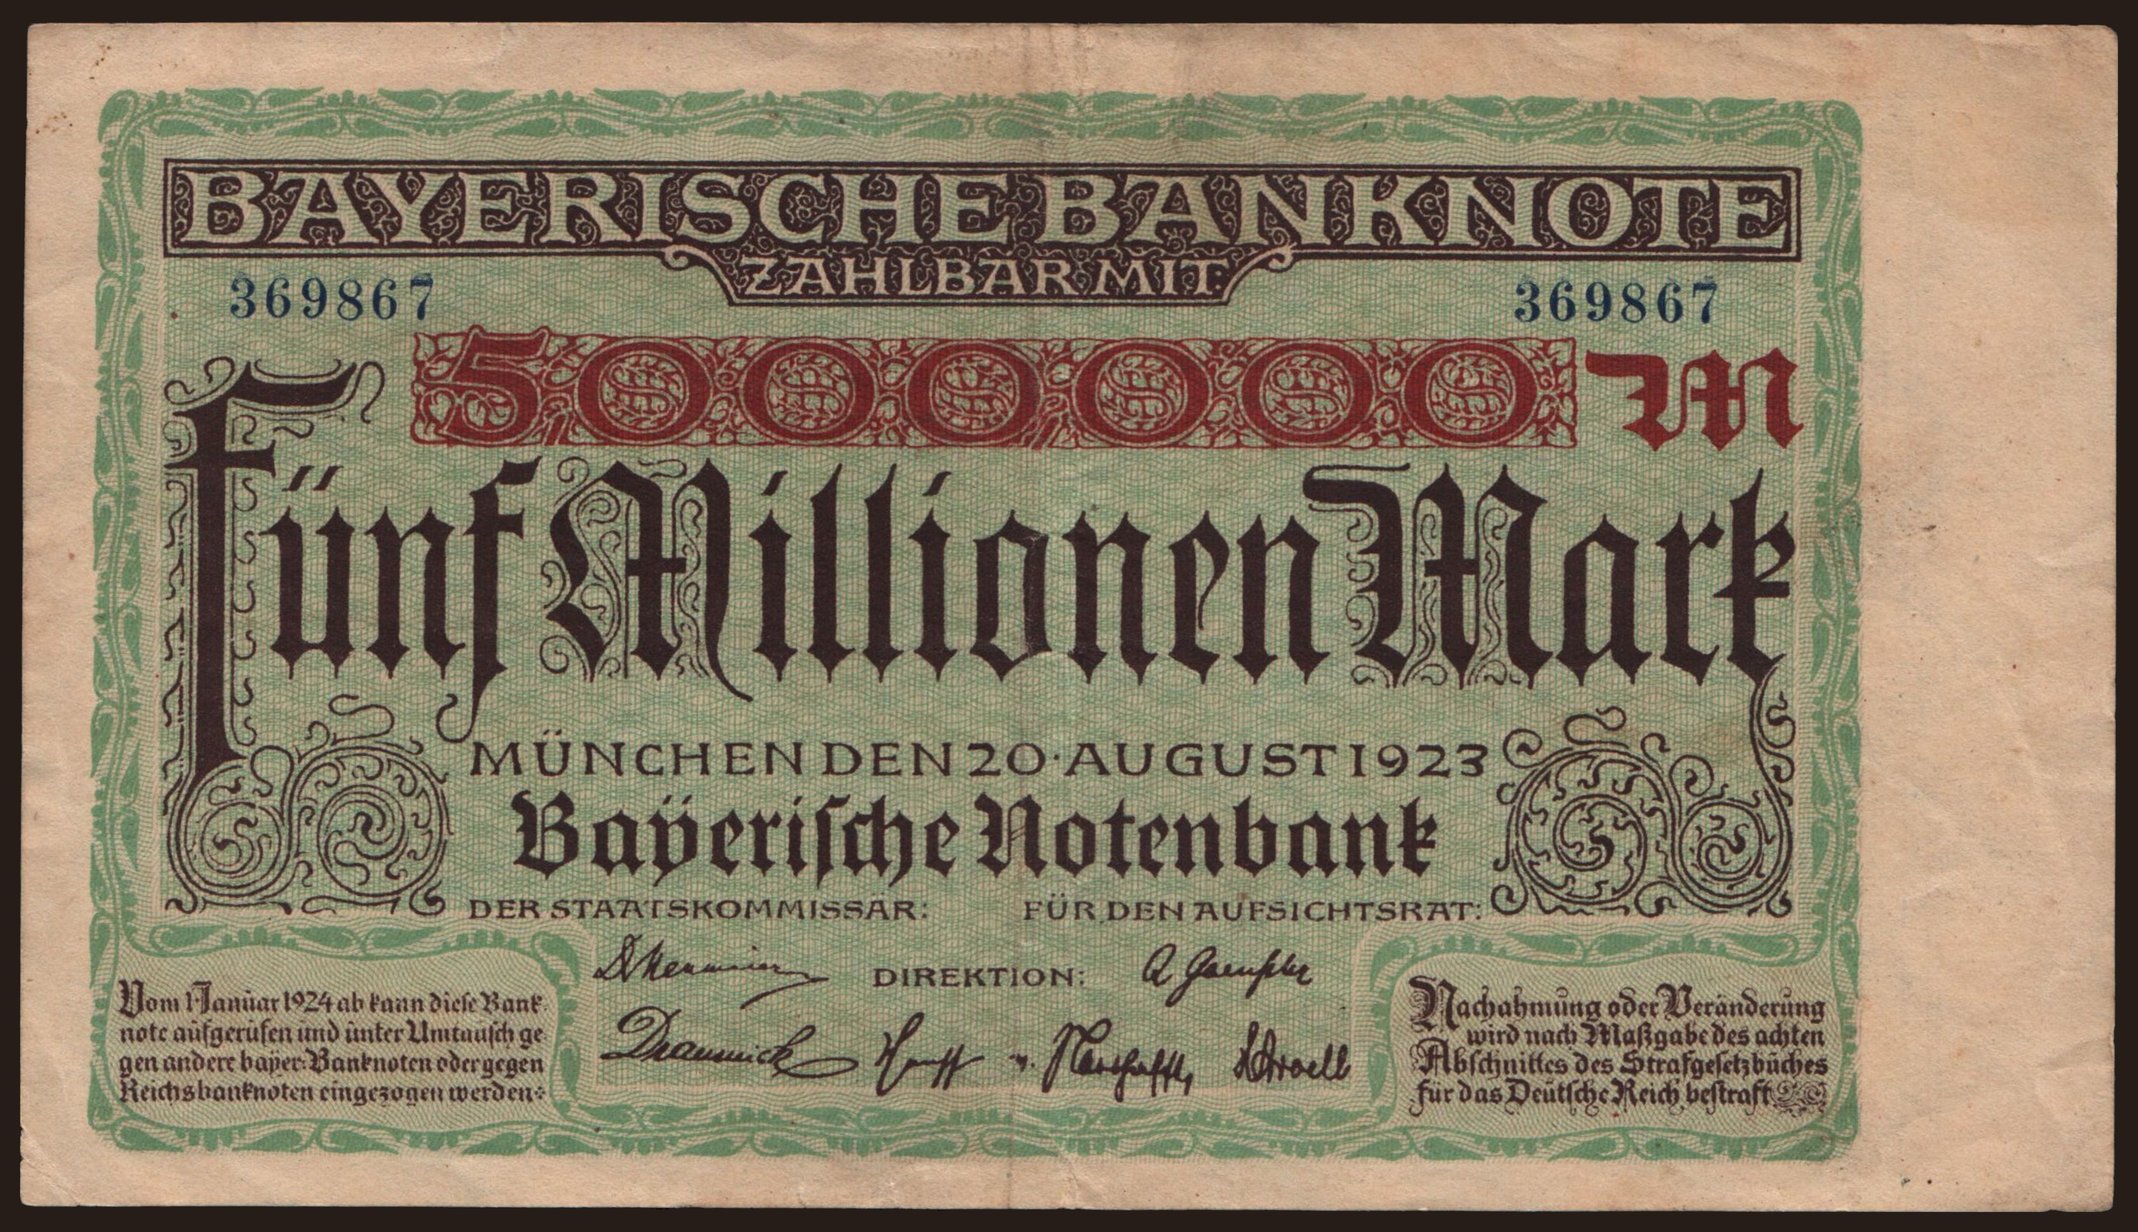 BAYERISCHE BANKNOTE
ZAHLBAR MIT:
369867 369867
5000000 M
Fünf Millionen Mark
MÜNCHEN DEN 20. AUGUST 1923
Baÿeriſche Notenbank
DER STAATSKOMMISSAR: FÜR DEN AUFSICHTSRAT:
DIREKTION:
Vom 1. Januar 1924 ab kann dieſe Bank-
note aufgerufen und unter Umtauſch ge-
gen andere baÿer. Banknoten oder gegen
Reichsbanknoten eingezogen werden
Nachahmung oder Veränderung
wird nach Maßgabe des achten
Abſchnittes des Strafgeſetzbuches
für das Deutſche Reich beſtraft